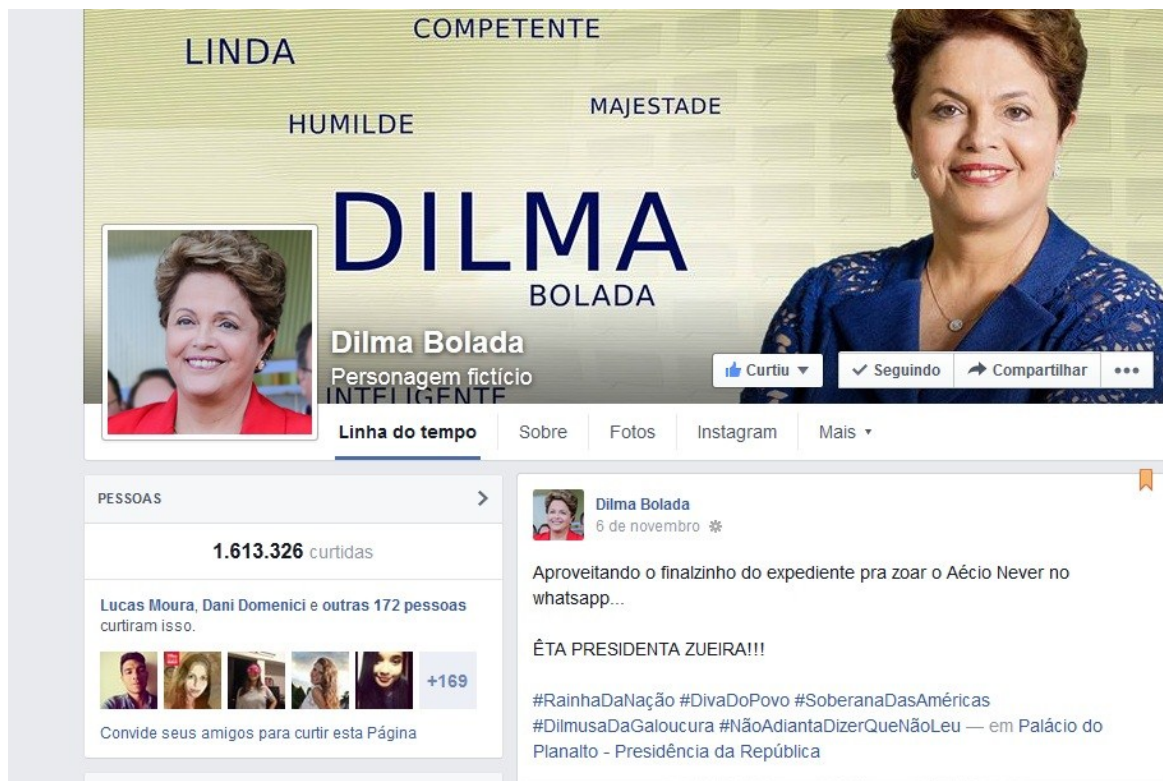 LINDA
COMPETENTE
HUMILDE
MAJESTADE
DILMA
BOLADA
Dilma Bolada
Personagem fictício
INTELIGENTE
Curtiu
Seguindo
Compartilhar
Linha do tempo
Sobre
Fotos
Instagram
Mais
PESSOAS
1.613.326 curtidas
Lucas Moura, Dani Domenici e outras 172 pessoas
curtiram isso.
+169
Convide seus amigos para curtir esta Página
Dilma Bolada
6 de novembro
Aproveitando o finalzinho do expediente pra zoar o Aécio Never no
whatsapp...
ÊTA PRESIDENTA ZUEIRA!!!
#RainhaDaNação #DivaDoPovo #SoberanaDasAméricas
#DilmusaDaGaloucura #NãoAdiantaDizerQueNãoLeu — em Palácio do
Planalto - Presidência da República